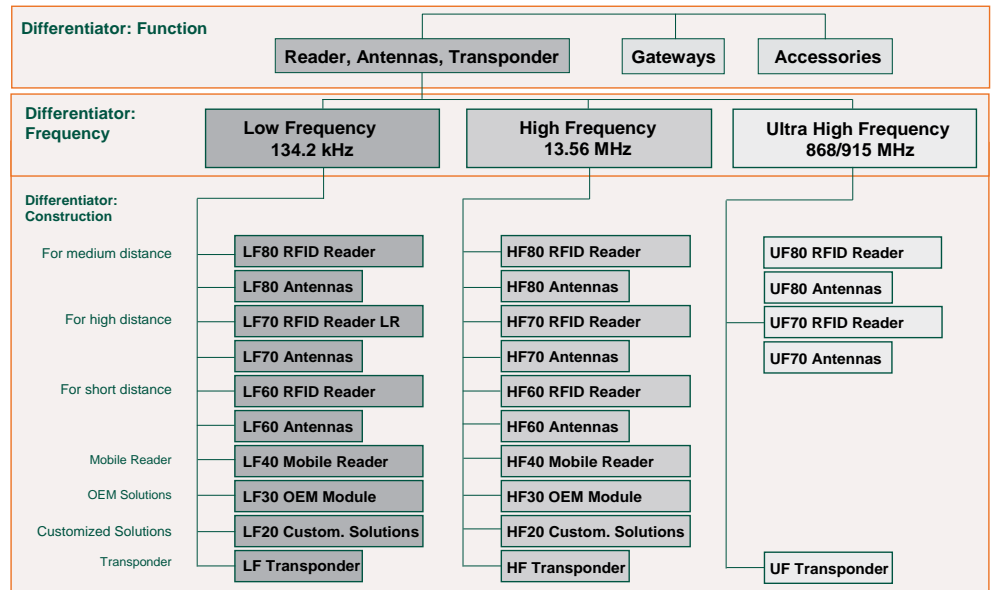 Differentiator: Function
Reader, Antennas, Transponder
Gateways
Accessories
Differentiator:
Frequency
Low Frequency
134.2 kHz
High Frequency
13.56 MHz
Ultra High Frequency
868/915 MHz
Differentiator:
Construction
For medium distance
LF80 RFID Reader
HF80 RFID Reader
UF80 RFID Reader
LF80 Antennas
HF80 Antennas
UF80 Antennas
For high distance
LF70 RFID Reader LR
HF70 RFID Reader
UF70 RFID Reader
LF70 Antennas
HF70 Antennas
UF70 Antennas
For short distance
LF60 RFID Reader
HF60 RFID Reader
LF60 Antennas
HF60 Antennas
Mobile Reader
LF40 Mobile Reader
HF40 Mobile Reader
OEM Solutions
LF30 OEM Module
HF30 OEM Module
Customized Solutions
LF20 Custom. Solutions
HF20 Custom. Solutions
Transponder
LF Transponder
HF Transponder
UF Transponder